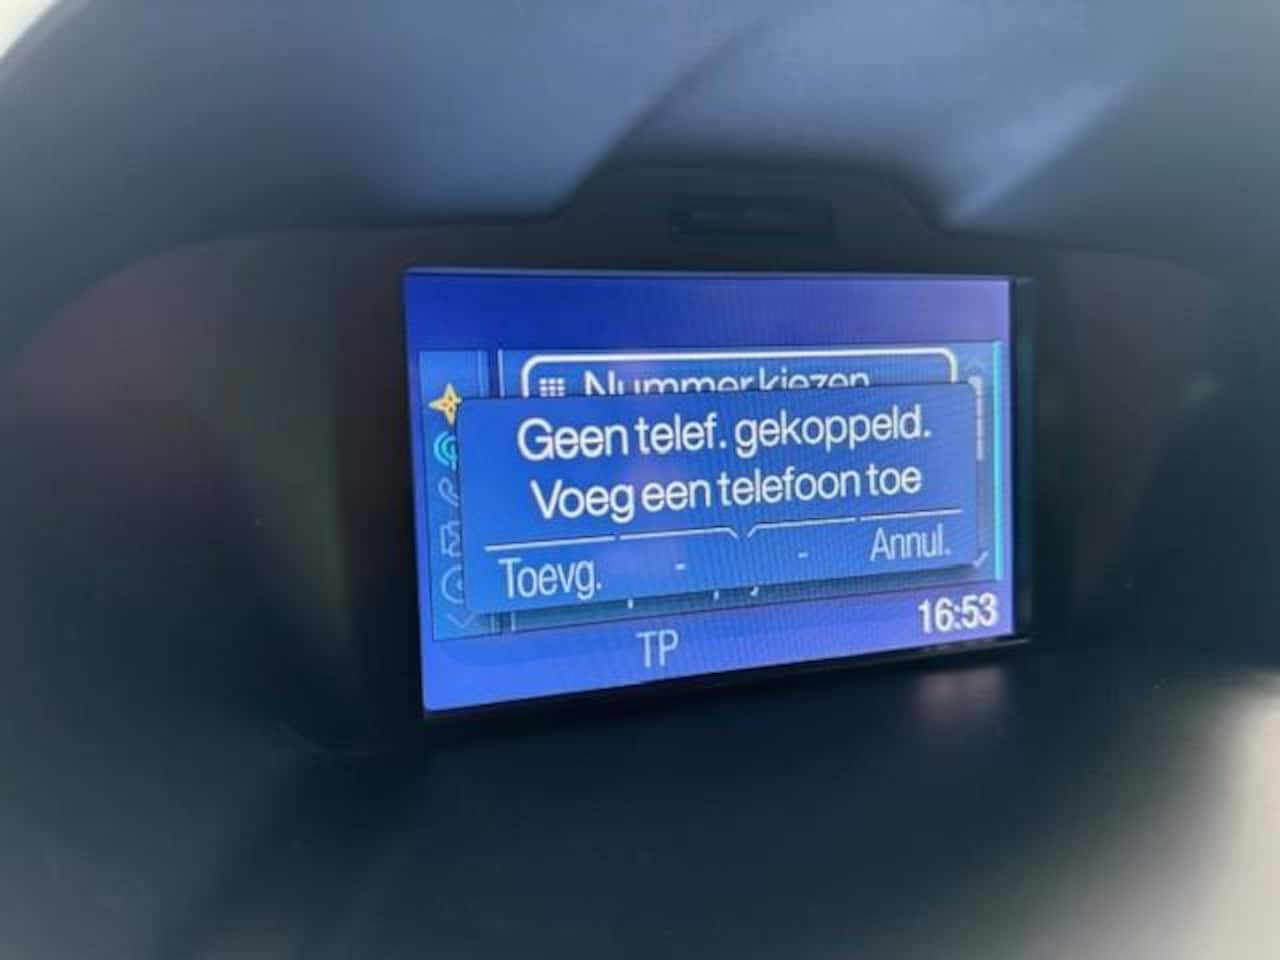 Nummer kiezen
Geen telef. gekoppeld.
Voeg een telefoon toe
Toevg. - - Annul.
TP 16:53